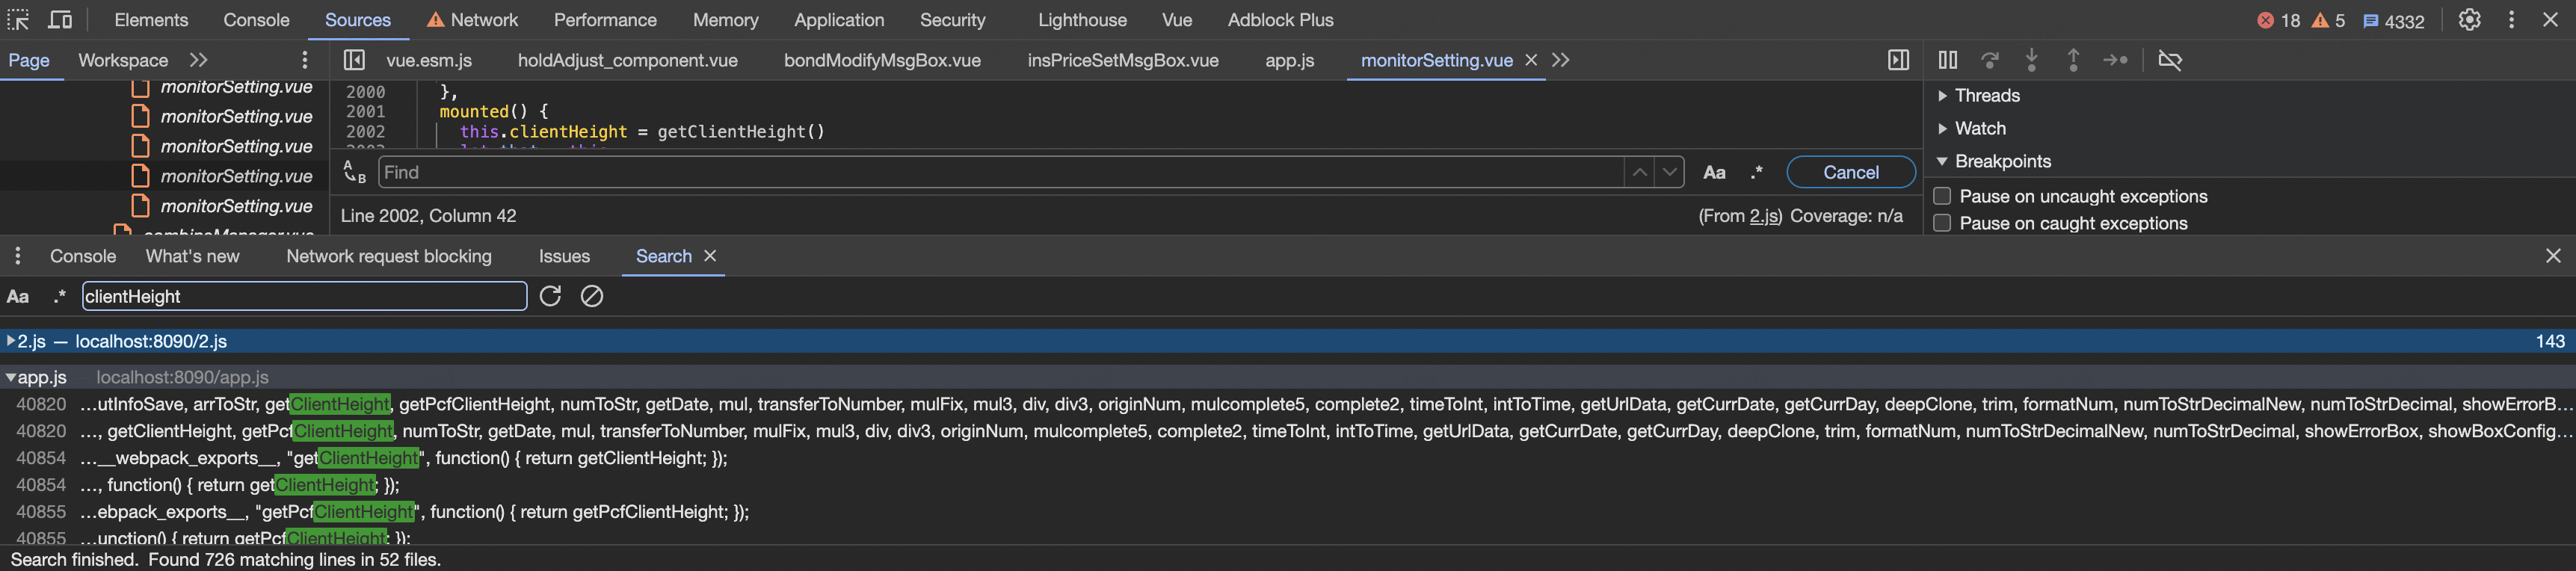 Elements Console Sources Network Performance Memory Application Security Lighthouse Vue Adblock Plus 18 5 4332
Page Workspace vue.esm.js holdAdjust_component.vue bondModifyMsgBox.vue insPriceSetMsgBox.vue app.js monitorSetting.vue
monitorSetting.vue
monitorSetting.vue
monitorSetting.vue
monitorSetting.vue
monitorSetting.vue
combineManager.vue
2000 },
2001 mounted() {
2002 this.clientHeight = getClientHeight()
2003 let that = this
Find Aa .* Cancel
Line 2002, Column 42 (From 2.js) Coverage: n/a
Threads
Watch
Breakpoints
Pause on uncaught exceptions
Pause on caught exceptions
Console What's new Network request blocking Issues Search
Aa .* clientHeight
2.js — localhost:8090/2.js 143
app.js localhost:8090/app.js
40820 …utInfoSave, arrToStr, getClientHeight, getPcfClientHeight, numToStr, getDate, mul, transferToNumber, mulFix, mul3, div, div3, originNum, mulcomplete5, complete2, timeToInt, intToTime, getUrlData, getCurrDate, getCurrDay, deepClone, trim, formatNum, numToStrDecimalNew, numToStrDecimal, showErrorB…
40820 …, getClientHeight, getPcfClientHeight, numToStr, getDate, mul, transferToNumber, mulFix, mul3, div, div3, originNum, mulcomplete5, complete2, timeToInt, intToTime, getUrlData, getCurrDate, getCurrDay, deepClone, trim, formatNum, numToStrDecimalNew, numToStrDecimal, showErrorBox, showBoxConfig…
40854 …__webpack_exports__, "getClientHeight", function() { return getClientHeight; });
40854 …, function() { return getClientHeight; });
40855 …ebpack_exports__, "getPcfClientHeight", function() { return getPcfClientHeight; });
40855 …unction() { return getPcfClientHeight; });
Search finished. Found 726 matching lines in 52 files.